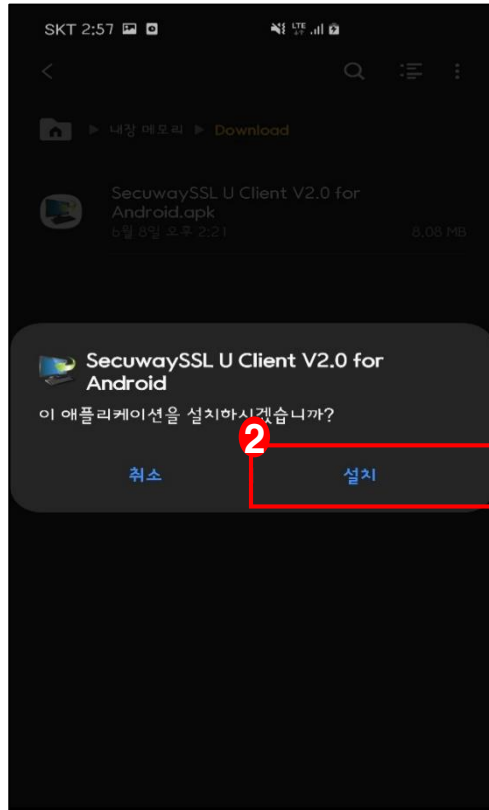 SKT 2:57
LTE
내장 메모리 ▶ Download
SecuwaySSL U Client V2.0 for
Android.apk
8월 8일 오후 2:21 8.08 MB
SecuwaySSL U Client V2.0 for
Android
이 애플리케이션을 설치하시겠습니까?
2
취소 설치